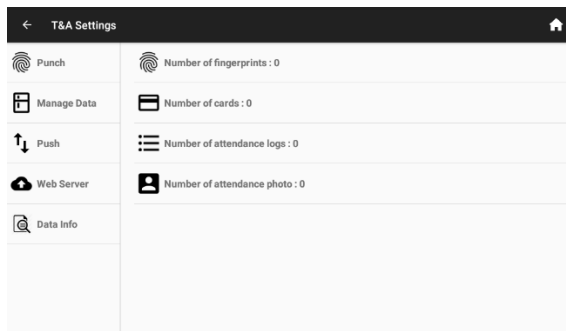 T&A Settings
Punch
Manage Data
Push
Web Server
Data Info
Number of fingerprints : 0
Number of cards : 0
Number of attendance logs : 0
Number of attendance photo : 0